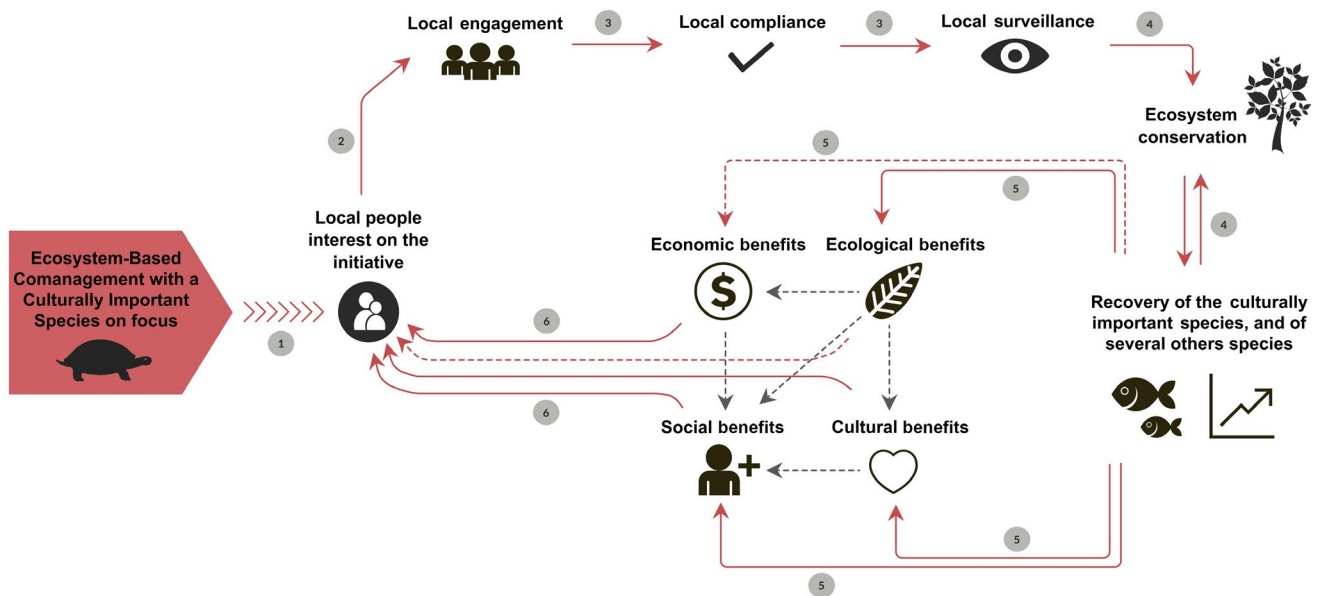 Local engagement
3
Local compliance
3
Local surveillance
4
Ecosystem
conservation
2
5
5
4
Local people
interest on the
initiative
Economic benefits
Ecological benefits
$
Ecosystem-Based
Comanagement with a
Culturally Important
Species on focus
1
6
6
Recovery of the culturally
important species, and of
several others species
Social benefits
Cultural benefits
5
5